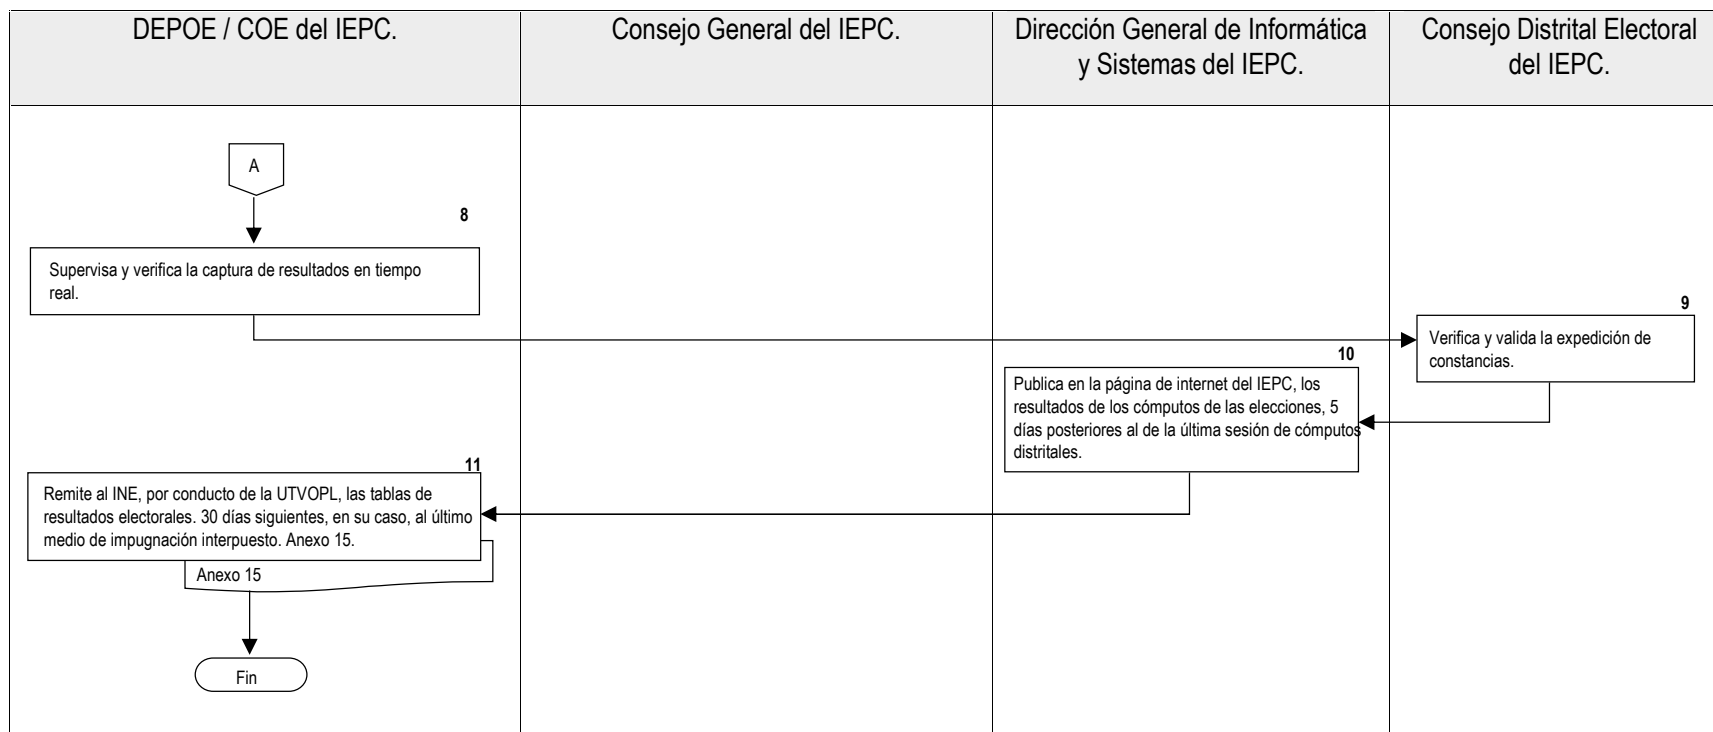 DEPOE / COE del IEPC.
Consejo General del IEPC.
Dirección General de Informática
y Sistemas del IEPC.
Consejo Distrital Electoral
del IEPC.
A
8
Supervisa y verifica la captura de resultados en tiempo
real.
9
Verifica y valida la expedición de
constancias.
10
Publica en la página de internet del IEPC, los
resultados de los cómputos de las elecciones, 5
días posteriores al de la última sesión de cómputos
distritales.
11
Remite al INE, por conducto de la UTVOPL, las tablas de
resultados electorales. 30 días siguientes, en su caso, al último
medio de impugnación interpuesto. Anexo 15.
Anexo 15
Fin